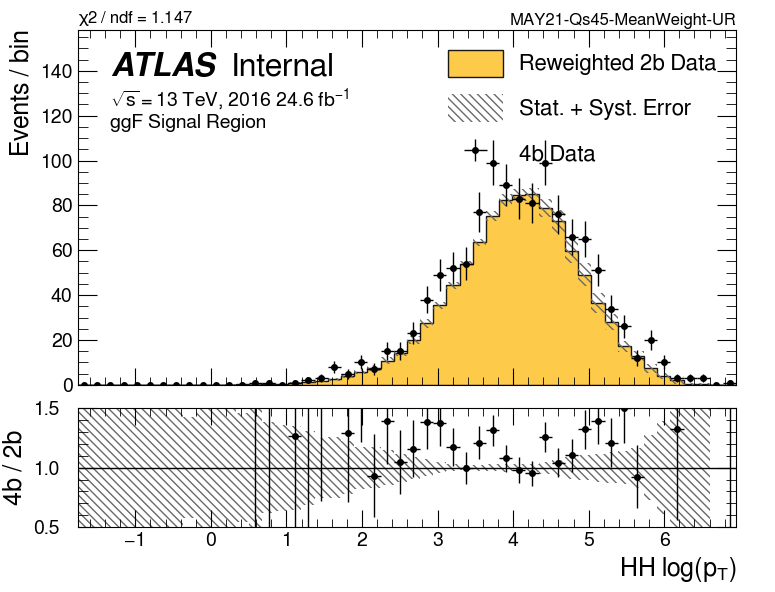 χ2 / ndf = 1.147
MAY21-Qs45-MeanWeight-UR
ATLAS Internal
√s = 13 TeV, 2016 24.6 fb⁻¹
ggF Signal Region
Reweighted 2b Data
Stat. + Syst. Error
4b Data
Events / bin
140
120
100
80
60
40
20
0
4b / 2b
1.5
1.0
0.5
−1 0 1 2 3 4 5 6
HH log(p_T)